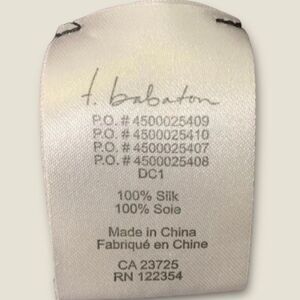 t. babaton
P.O. # 4500025409
P.O. # 4500025410
P.O. # 4500025407
P.O. # 4500025408
DC1
100% Silk
100% Soie
Made in China
Fabriqué en Chine
CA 23725
RN 122354